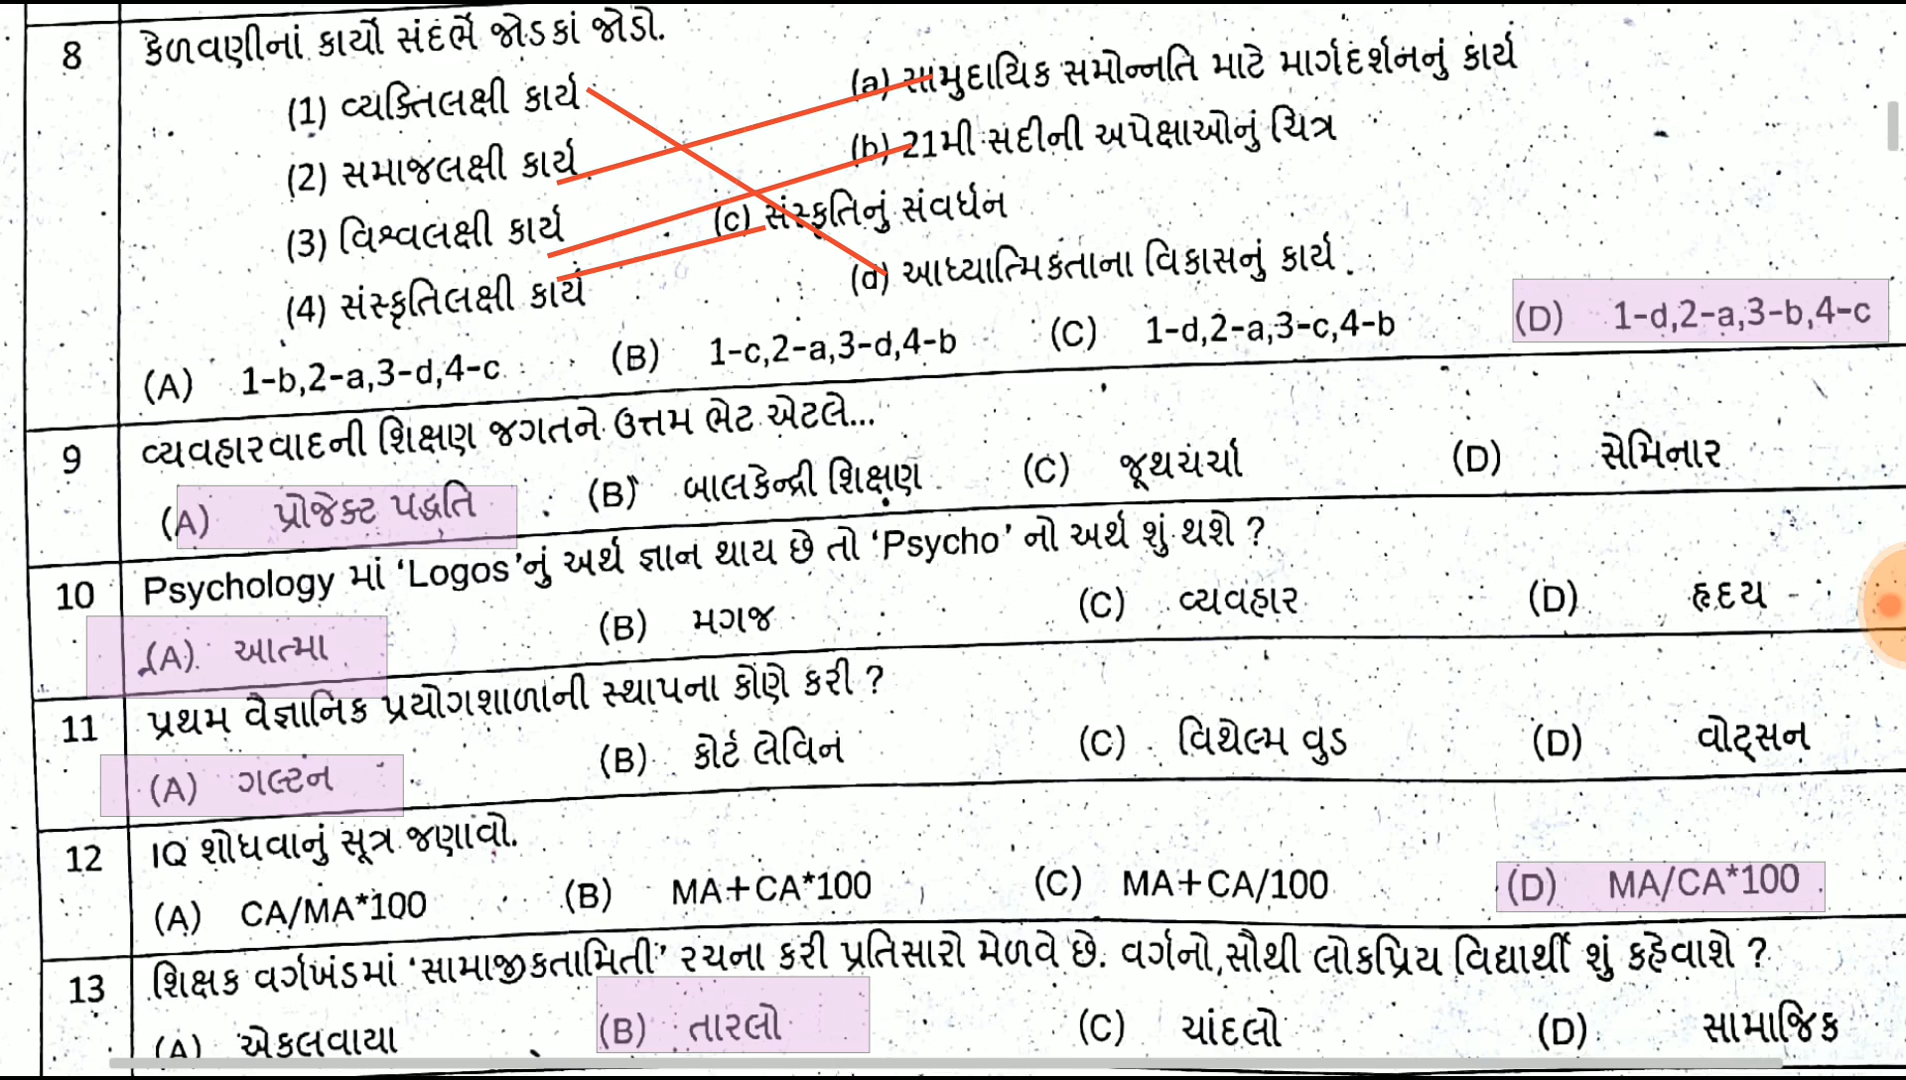 8 કેળવણીનાં કાર્યો સંદર્ભે જોડકાં જોડો.
(1) વ્યક્તિલક્ષી કાર્ય (a) સામુદાયિક સમોન્નતિ માટે માર્ગદર્શનનું કાર્ય
(2) સમાજલક્ષી કાર્ય (b) 21મી સદીની અપેક્ષાઓનું ચિત્ર
(3) વિશ્વલક્ષી કાર્ય (c) સંસ્કૃતિનું સંવર્ધન
(4) સંસ્કૃતિલક્ષી કાર્ય (d) આધ્યાત્મિકતાના વિકાસનું કાર્ય
(A) 1-b,2-a,3-d,4-c (B) 1-c,2-a,3-d,4-b (C) 1-d,2-a,3-c,4-b (D) 1-d,2-a,3-b,4-c
9 વ્યવહારવાદની શિક્ષણ જગતને ઉત્તમ ભેટ એટલે...
(A) પ્રોજેક્ટ પદ્ધતિ (B) બાલકેન્દ્રી શિક્ષણ (C) જૂથચર્ચા (D) સેમિનાર
10 Psychology માં ‘Logos’નું અર્થ જ્ઞાન થાય છે તો ‘Psycho’ નો અર્થ શું થશે ?
(A) આત્મા (B) મગજ (C) વ્યવહાર (D) હૃદય
11 પ્રથમ વૈજ્ઞાનિક પ્રયોગશાળાની સ્થાપના કોણે કરી ?
(A) ગલ્ટન (B) કોર્ટ લેવિન (C) વિથેલ્મ વુડ (D) વોટ્સન
12 IQ શોધવાનું સૂત્ર જણાવો.
(A) CA/MA*100 (B) MA+CA*100 (C) MA+CA/100 (D) MA/CA*100
13 શિક્ષક વર્ગખંડમાં ‘સામાજીકતામિતી’ રચના કરી પ્રતિસારો મેળવે છે. વર્ગનો સૌથી લોકપ્રિય વિદ્યાર્થી શું કહેવાશે ?
(A) એકલવાયા (B) તારલો (C) ચાંદલો (D) સામાજિક